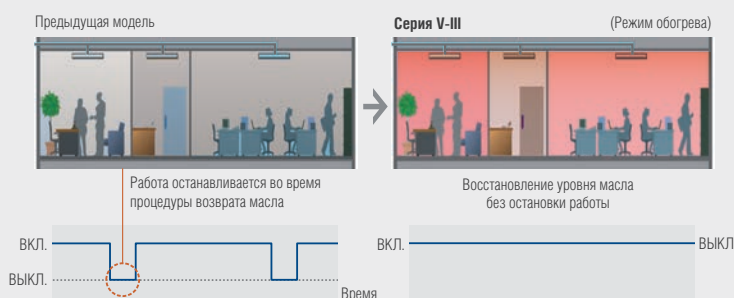 Предыдущая модель
Серия V-III
(Режим обогрева)
Работа останавливается во время
процедуры возврата масла
Восстановление уровня масла
без остановки работы
ВКЛ.
ВЫКЛ.
Время
ВКЛ.
ВЫКЛ